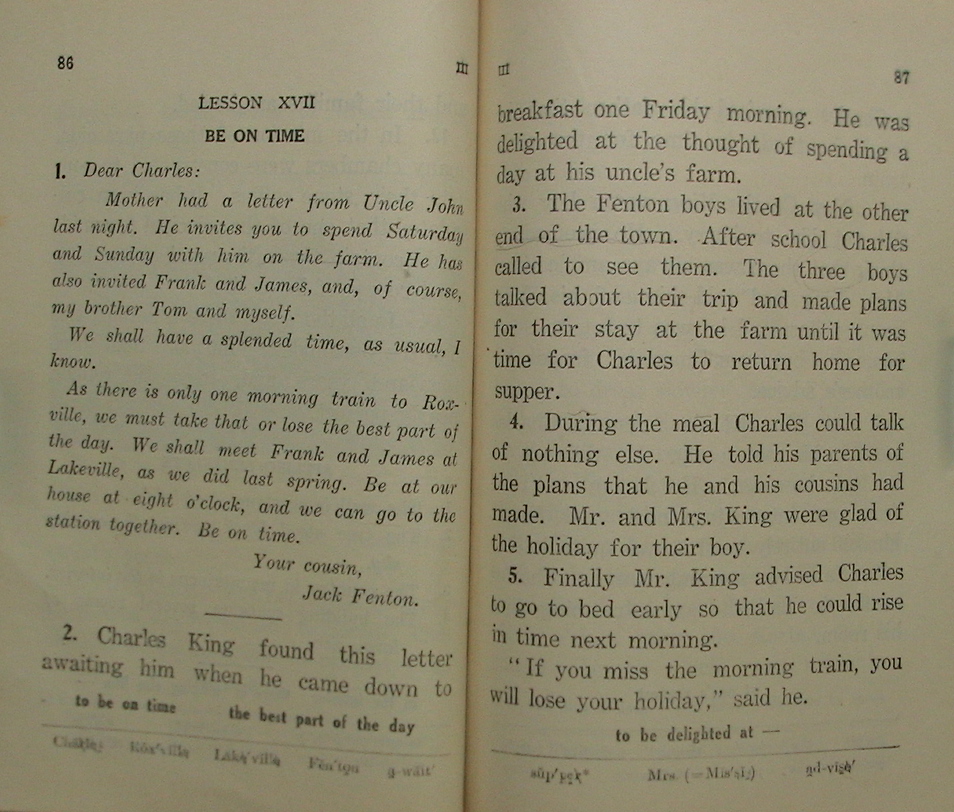 86
III
LESSON XVII
BE ON TIME
1. Dear Charles:
Mother had a letter from Uncle John
last night. He invites you to spend Saturday
and Sunday with him on the farm. He has
also invited Frank and James, and, of course,
my brother Tom and myself.
We shall have a splended time, as usual, I
know.
As there is only one morning train to Rox-
ville, we must take that or lose the best part of
the day. We shall meet Frank and James at
Lakeville, as we did last spring. Be at our
house at eight o'clock, and we can go to the
station together. Be on time.
Your cousin,
Jack Fenton.
2. Charles King found this letter
awaiting him when he came down to
to be on time the best part of the day
III
87
breakfast one Friday morning. He was
delighted at the thought of spending a
day at his uncle's farm.
3. The Fenton boys lived at the other
end of the town. After school Charles
called to see them. The three boys
talked about their trip and made plans
for their stay at the farm until it was
time for Charles to return home for
supper.
4. During the meal Charles could talk
of nothing else. He told his parents of
the plans that he and his cousins had
made. Mr. and Mrs. King were glad of
the holiday for their boy.
5. Finally Mr. King advised Charles
to go to bed early so that he could rise
in time next morning.
"If you miss the morning train, you
will lose your holiday," said he.
to be delighted at —